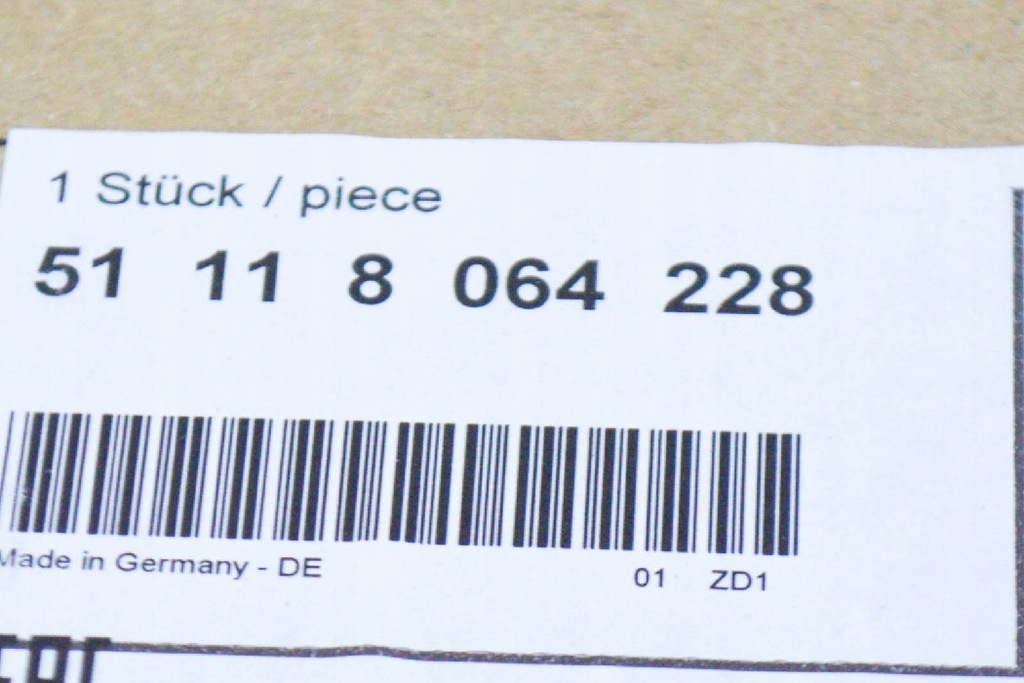 1 Stück / piece
51 11 8 064 228
Made in Germany - DE 01 ZD1